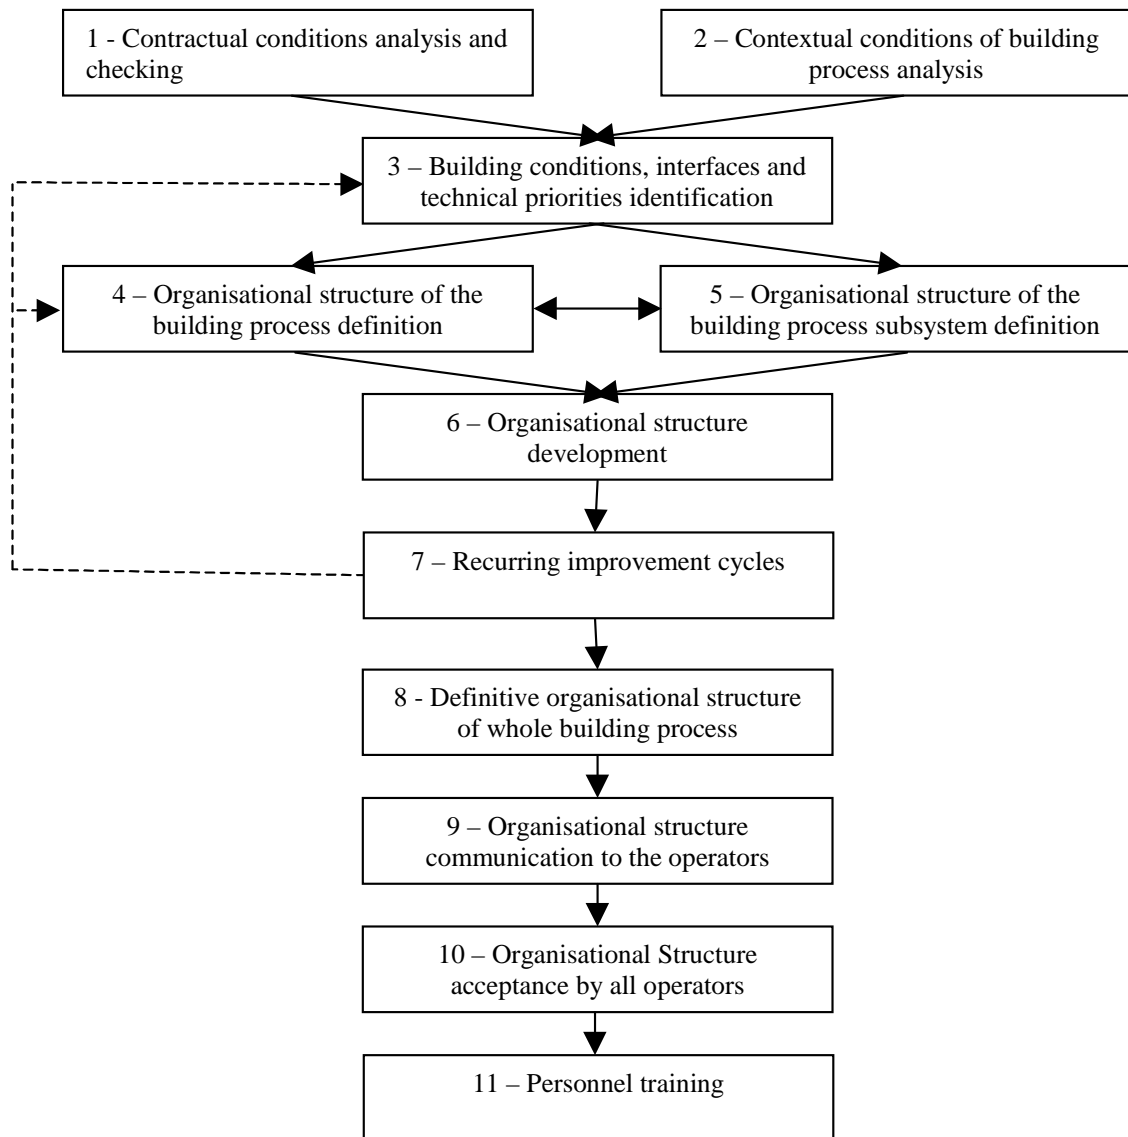 1 - Contractual conditions analysis and
checking
2 – Contextual conditions of building
process analysis
3 – Building conditions, interfaces and
technical priorities identification
4 – Organisational structure of the
building process definition
5 – Organisational structure of the
building process subsystem definition
6 – Organisational structure
development
7 – Recurring improvement cycles
8 - Definitive organisational structure
of whole building process
9 – Organisational structure
communication to the operators
10 – Organisational Structure
acceptance by all operators
11 – Personnel training